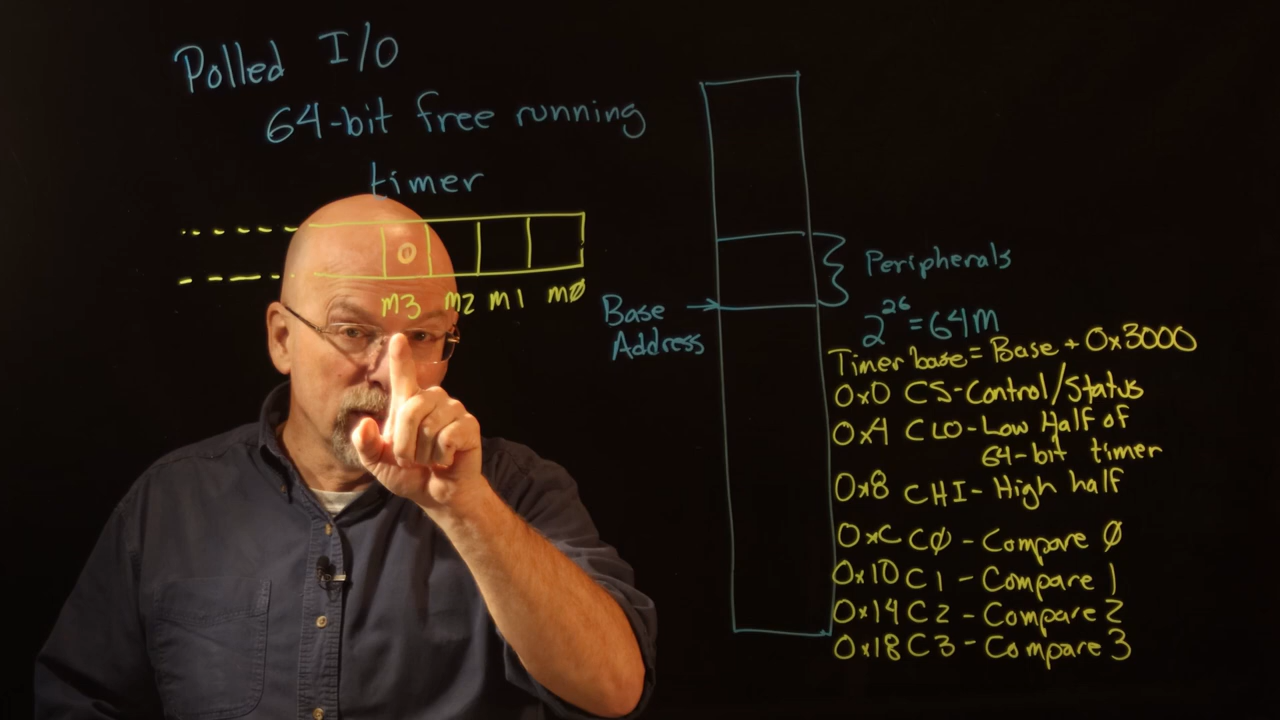 Polled I/O
64-bit free running
timer
0
M3 M2 M1 MØ
Base
Address
Peripherals
2^26 = 64M
Timer base = Base + 0x3000
0x0 CS-Control/Status
0x4 CLO-Low Half of
64-bit timer
0x8 CHI-High half
0xC CØ - Compare Ø
0x10 C1 - Compare 1
0x14 C2 - Compare 2
0x18 C3 - Compare 3